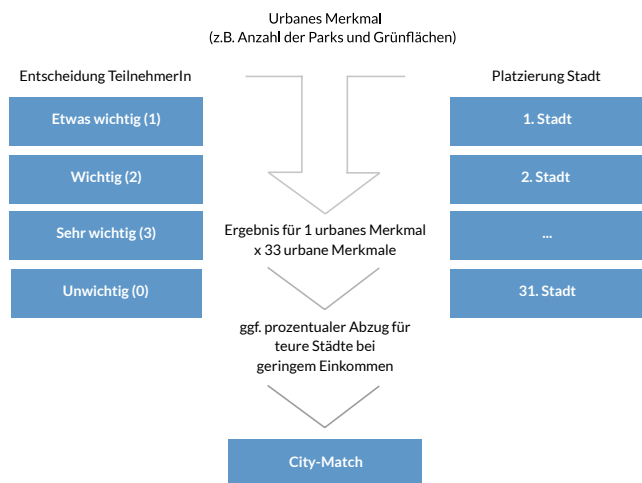 Urbanes Merkmal
(z.B. Anzahl der Parks und Grünflächen)
Entscheidung TeilnehmerIn
Etwas wichtig (1)
Wichtig (2)
Sehr wichtig (3)
Unwichtig (0)
Platzierung Stadt
1. Stadt
2. Stadt
...
31. Stadt
Ergebnis für 1 urbanes Merkmal
x 33 urbane Merkmale
ggf. prozentualer Abzug für
teure Städte bei
geringem Einkommen
City-Match